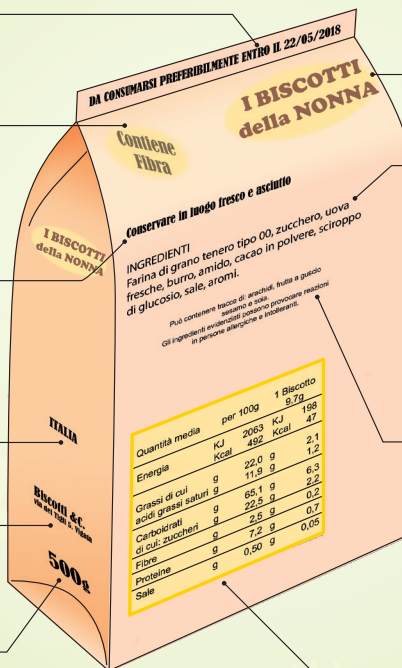 DA CONSUMARSI PREFERIBILMENTE ENTRO IL 22/05/2018
I BISCOTTI
della NONNA
Contiene
Fibra
Conservare in luogo fresco e asciutto
INGREDIENTI
Farina di grano tenero tipo 00, zucchero, uova
fresche, burro, amido, cacao in polvere, sciroppo
di glucosio, sale, aromi.
Può contenere tracce di: arachidi, frutta a guscio
sesamo e soia.
Gli ingredienti evidenziati possono provocare reazioni
in persone allergiche e intolleranti.
Quantità media per 100g 1 Biscotto
9,7g
Energia KJ 2063 KJ 198
Kcal 492 Kcal 47
Grassi di cui g 22,0 g 2,1
acidi grassi saturi g 11,9 g 1,2
Carboidrati g 65,1 g 6,3
di cui: zuccheri g 22,5 g 2,2
Fibre g 2,5 g 0,2
Proteine g 7,2 g 0,7
Sale g 0,50 g 0,05
I BISCOTTI
della NONNA
ITALIA
Biscotti &C.
via dei Tigli
500g